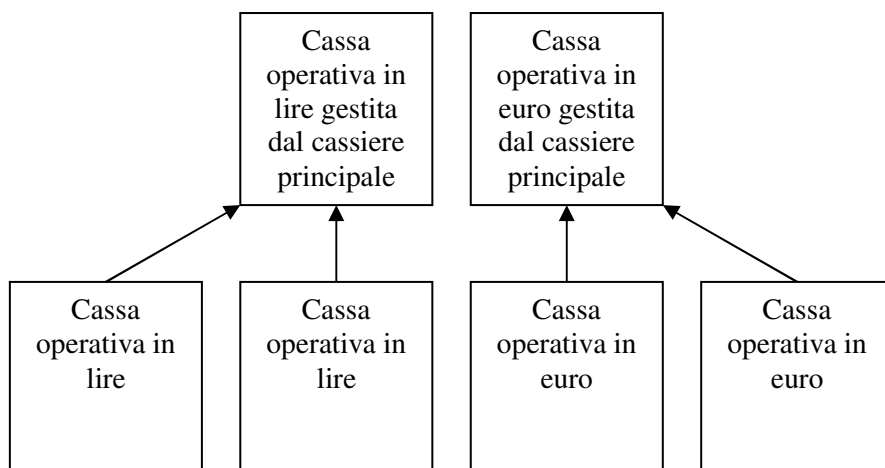 Cassa
operativa in
lire gestita
dal cassiere
principale
Cassa
operativa in
euro gestita
dal cassiere
principale
Cassa
operativa in
lire
Cassa
operativa in
lire
Cassa
operativa in
euro
Cassa
operativa in
euro